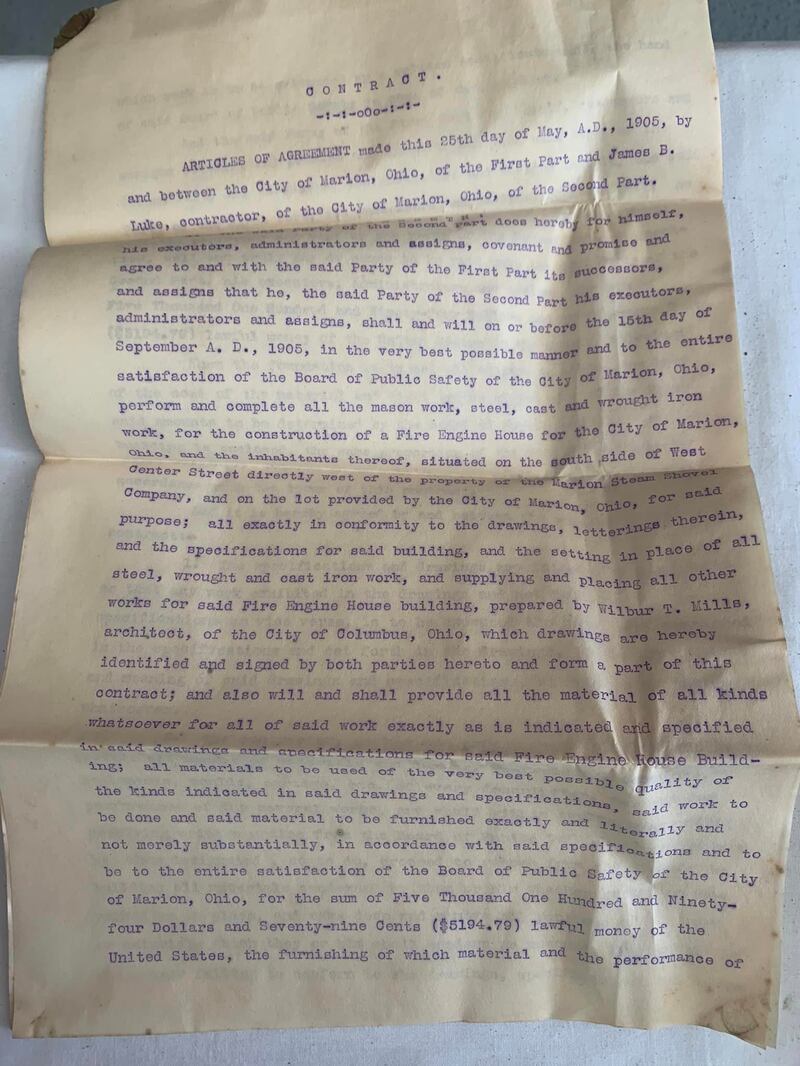 CONTRACT.
-:-:-oOo-:-:-
ARTICLES OF AGREEMENT made this 25th day of May, A.D., 1905, by
and between the City of Marion, Ohio, of the First Part and James B.
Luke, contractor, of the City of Marion, Ohio, of the Second Part.
said Party of the Second Part does hereby for himself,
his executors, administrators and assigns, covenant and promise and
agree to and with the said Party of the First Part its successors,
and assigns that he, the said Party of the Second Part his executors,
administrators and assigns, shall and will on or before the 15th day of
September A. D., 1905, in the very best possible manner and to the entire
satisfaction of the Board of Public Safety of the City of Marion, Ohio,
perform and complete all the mason work, steel, cast and wrought iron
work, for the construction of a Fire Engine House for the City of Marion,
Ohio, and the inhabitants thereof, situated on the south side of West
Center Street directly west of the property of the Marion Steam Shovel
Company, and on the lot provided by the City of Marion, Ohio, for said
purpose; all exactly in conformity to the drawings, letterings therein,
and the specifications for said building, and the setting in place of all
steel, wrought and cast iron work, and supplying and placing all other
works for said Fire Engine House building, prepared by Wilbur T. Mills,
architect, of the City of Columbus, Ohio, which drawings are hereby
identified and signed by both parties hereto and form a part of this
contract; and also will and shall provide all the material of all kinds
whatsoever for all of said work exactly as is indicated and specified
in said drawings and specifications for said Fire Engine House Build-
ing; all materials to be used of the very best possible quality of
the kinds indicated in said drawings and specifications, said work to
be done and said material to be furnished exactly and literally and
not merely substantially, in accordance with said specifications and to
be to the entire satisfaction of the Board of Public Safety of the City
of Marion, Ohio, for the sum of Five Thousand One Hundred and Ninety-
four Dollars and Seventy-nine Cents ($5194.79) lawful money of the
United States, the furnishing of which material and the performance of